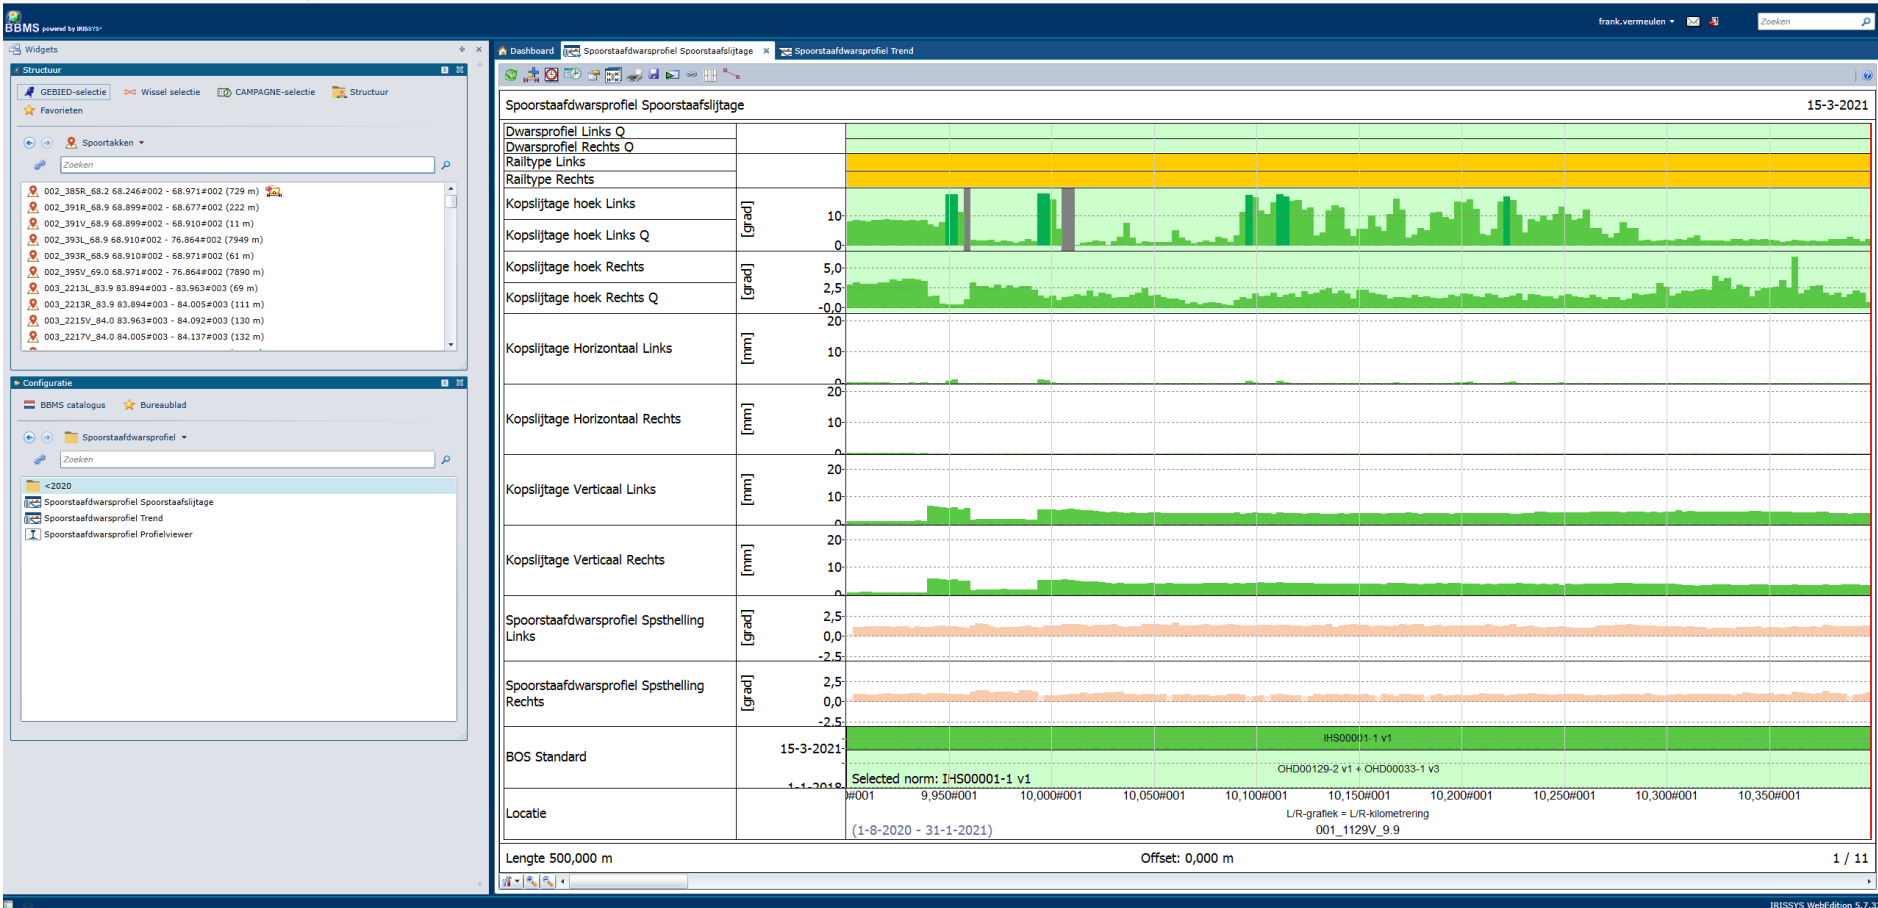 BBMS powered by IRISSYS®
frank.vermeulen
Zoeken
Widgets
Structuur
GEBIED-selectie
Wissel selectie
CAMPAGNE-selectie
Structuur
Favorieten
Spoortakken
Zoeken
002_385R_68.2 68.246#002 - 68.971#002 (729 m)
002_391R_68.9 68.899#002 - 68.677#002 (222 m)
002_391V_68.9 68.899#002 - 68.910#002 (11 m)
002_393L_68.9 68.910#002 - 76.864#002 (7949 m)
002_393R_68.9 68.910#002 - 68.971#002 (61 m)
002_395V_69.0 68.971#002 - 76.864#002 (7890 m)
003_2213L_83.9 83.894#003 - 83.963#003 (69 m)
003_2213R_83.9 83.894#003 - 84.005#003 (111 m)
003_2215V_84.0 83.963#003 - 84.092#003 (130 m)
003_2217V_84.0 84.005#003 - 84.137#003 (132 m)
Configuratie
BBMS catalogus
Bureaublad
Spoorstaafdwarsprofiel
Zoeken
<2020
Spoorstaafdwarsprofiel Spoorstaafslijtage
Spoorstaafdwarsprofiel Trend
Spoorstaafdwarsprofiel Profielviewer
Dashboard
Spoorstaafdwarsprofiel Spoorstaafslijtage
Spoorstaafdwarsprofiel Trend
Spoorstaafdwarsprofiel Spoorstaafslijtage
15-3-2021
Dwarsprofiel Links Q
Dwarsprofiel Rechts Q
Railtype Links
Railtype Rechts
Kopslijtage hoek Links
Kopslijtage hoek Links Q
[grad]
10
0
Kopslijtage hoek Rechts
Kopslijtage hoek Rechts Q
[grad]
5,0
2,5
-0,0
Kopslijtage Horizontaal Links
[mm]
20
10
0
Kopslijtage Horizontaal Rechts
[mm]
20
10
0
Kopslijtage Verticaal Links
[mm]
20
10
0
Kopslijtage Verticaal Rechts
[mm]
20
10
0
Spoorstaafdwarsprofiel Spsthelling
Links
[grad]
2,5
0,0
-2,5
Spoorstaafdwarsprofiel Spsthelling
Rechts
[grad]
2,5
0,0
-2,5
BOS Standard
15-3-2021
1-1-2018
IHS00001-1 v1
OHD00129-2 v1 + OHD00033-1 v3
Selected norm: IHS00001-1 v1
Locatie
0#001
9,950#001
10,000#001
10,050#001
10,100#001
10,150#001
10,200#001
10,250#001
10,300#001
10,350#001
L/R-grafiek = L/R-kilometrering
(1-8-2020 - 31-1-2021)
001_1129V_9.9
Lengte 500,000 m
Offset: 0,000 m
1 / 11
IRISSYS WebEdition 5.7.3